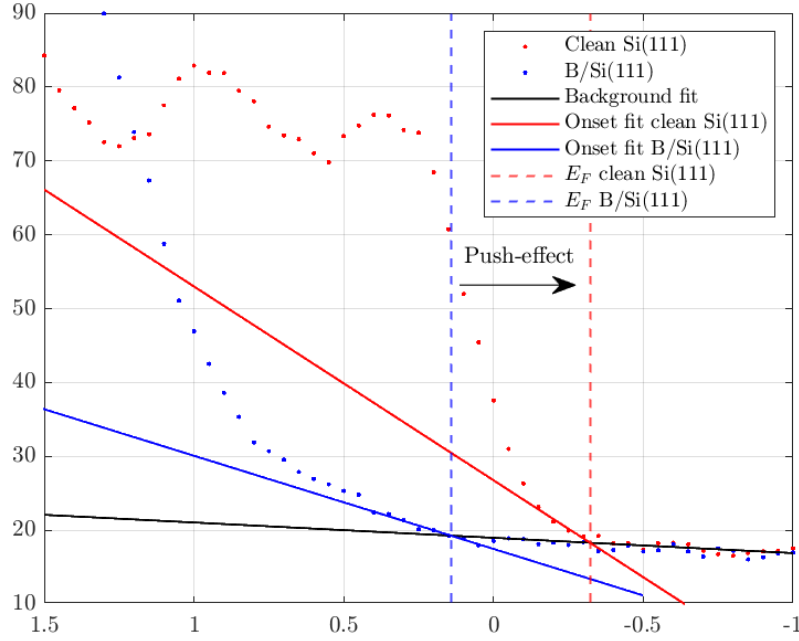 90
80
70
60
50
40
30
20
10
1.5 1 0.5 0 -0.5 -1
Clean Si(111)
B/Si(111)
Background fit
Onset fit clean Si(111)
Onset fit B/Si(111)
E_F clean Si(111)
E_F B/Si(111)
Push-effect